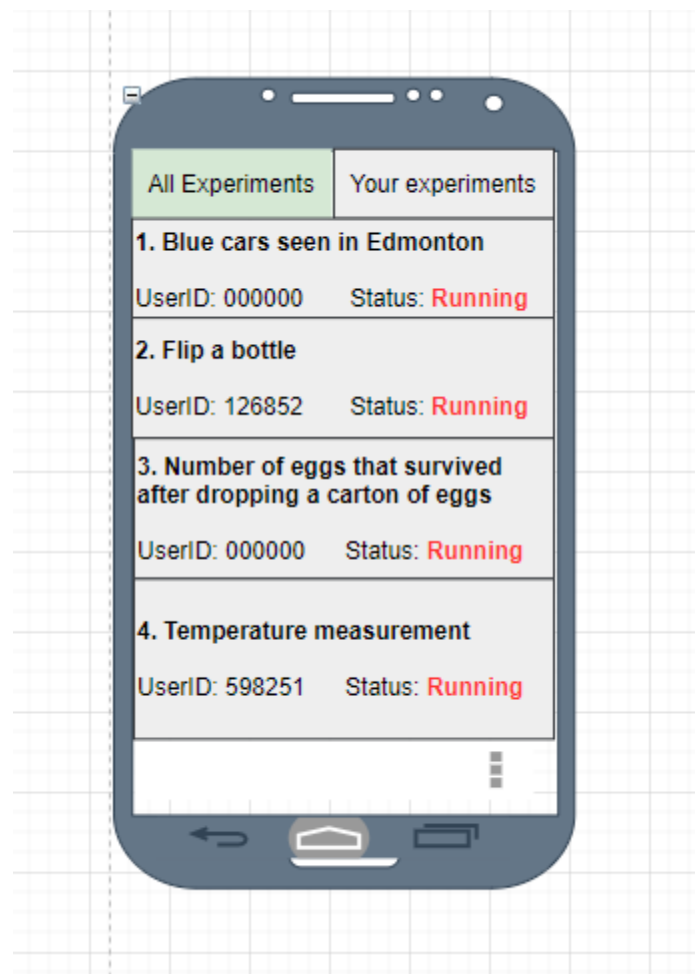 All Experiments Your experiments
1. Blue cars seen in Edmonton
UserID: 000000 Status: Running
2. Flip a bottle
UserID: 126852 Status: Running
3. Number of eggs that survived
after dropping a carton of eggs
UserID: 000000 Status: Running
4. Temperature measurement
UserID: 598251 Status: Running